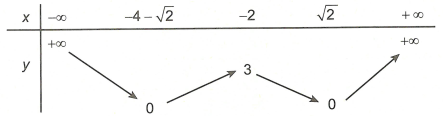 x -∞ -4 - √2 -2 √2 +∞
+∞ +∞
y 3
0 0